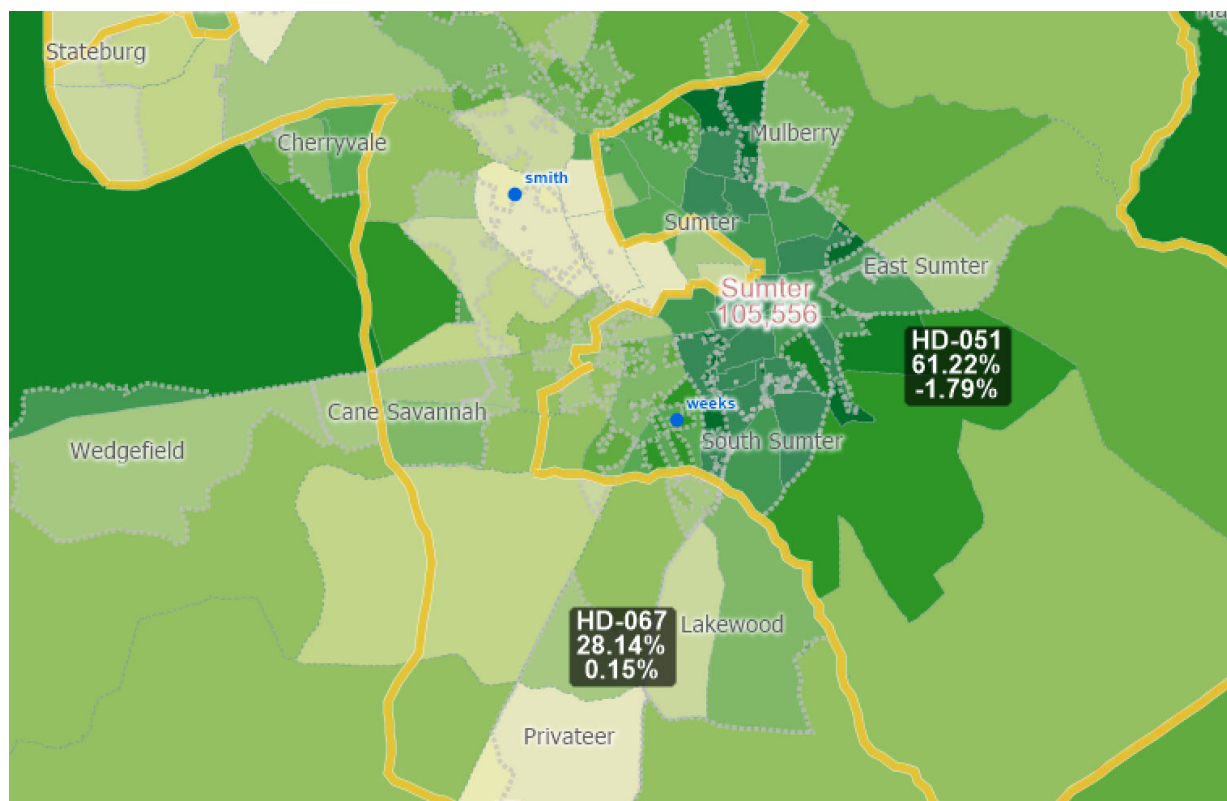 Stateburg
Cherryvale
Mulberry
smith
Sumter
East Sumter
Sumter
105,556
HD-051
61.22%
-1.79%
Cane Savannah
weeks
South Sumter
Wedgefield
HD-067
28.14%
0.15%
Lakewood
Privateer